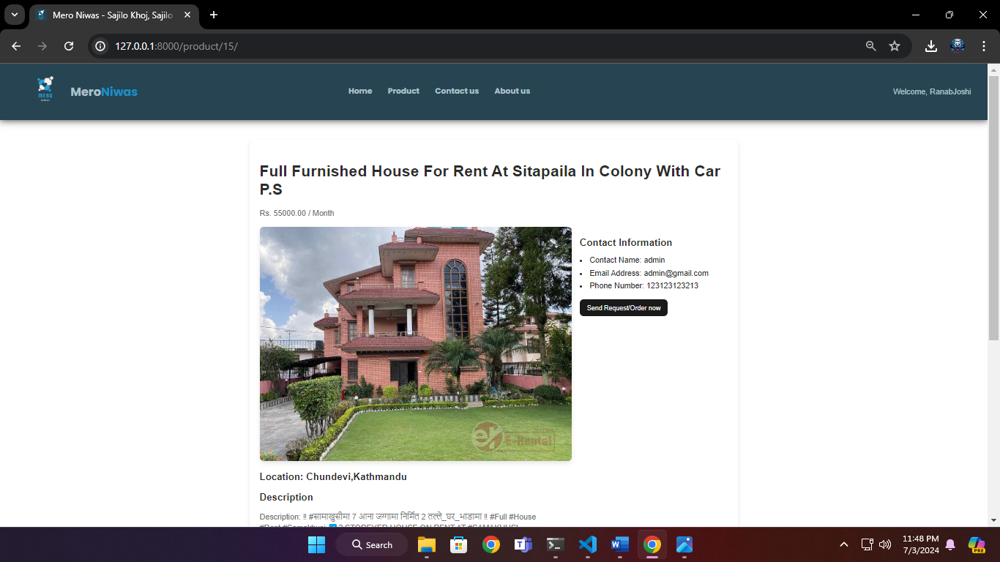 Mero Niwas - Sajilo Khoj, Sajilo
127.0.0.1:8000/product/15/
MERO
NIWAS
MeroNiwas
Home
Product
Contact us
About us
Welcome, RanabJoshi
Full Furnished House For Rent At Sitapaila In Colony With Car
P.S
Rs. 55000.00 / Month
er E-Rental
Contact Information
• Contact Name: admin
• Email Address: admin@gmail.com
• Phone Number: 123123123213
Send Request/Order now
Location: Chundevi,Kathmandu
Description
Description: ‼ #सामाखुसीमा 7 आना जग्गामा निर्मित 2 तल्ले_घर_भाडामा ‼ #Full #House
#Rent #Samakhusi 2 STOREYED HOUSE ON RENT AT #SAMAKHUSI
Search
11:48 PM
7/3/2024
PRE